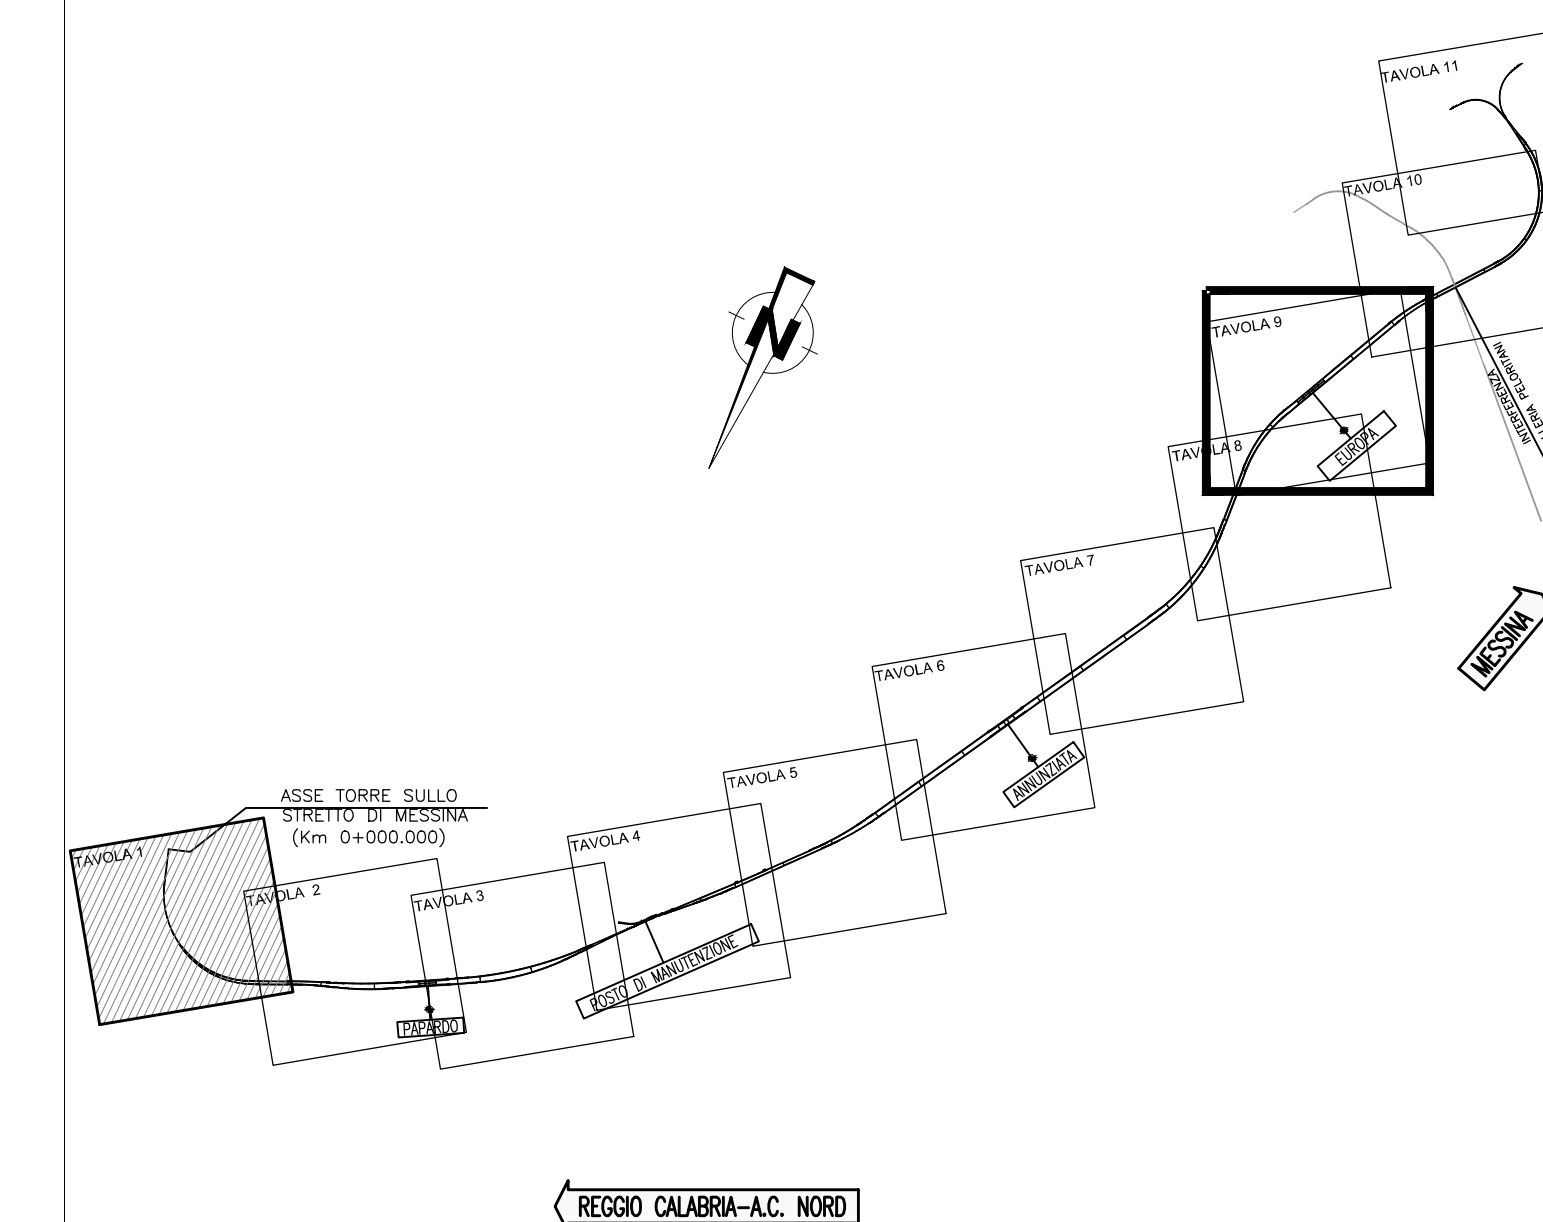 TAVOLA 11
TAVOLA 10
TAVOLA 9
INTERFERENZA
PELORITANI
EUROPA
TAVOLA 8
N
TAVOLA 7
MESSINA
TAVOLA 6
ANNUNZIATA
TAVOLA 5
ASSE TORRE SULLO
STRETTO DI MESSINA
(Km 0+000.000)
TAVOLA 4
TAVOLA 1
TAVOLA 2
TAVOLA 3
POSTO DI MANUTENZIONE
PAPARDO
REGGIO CALABRIA-A.C. NORD